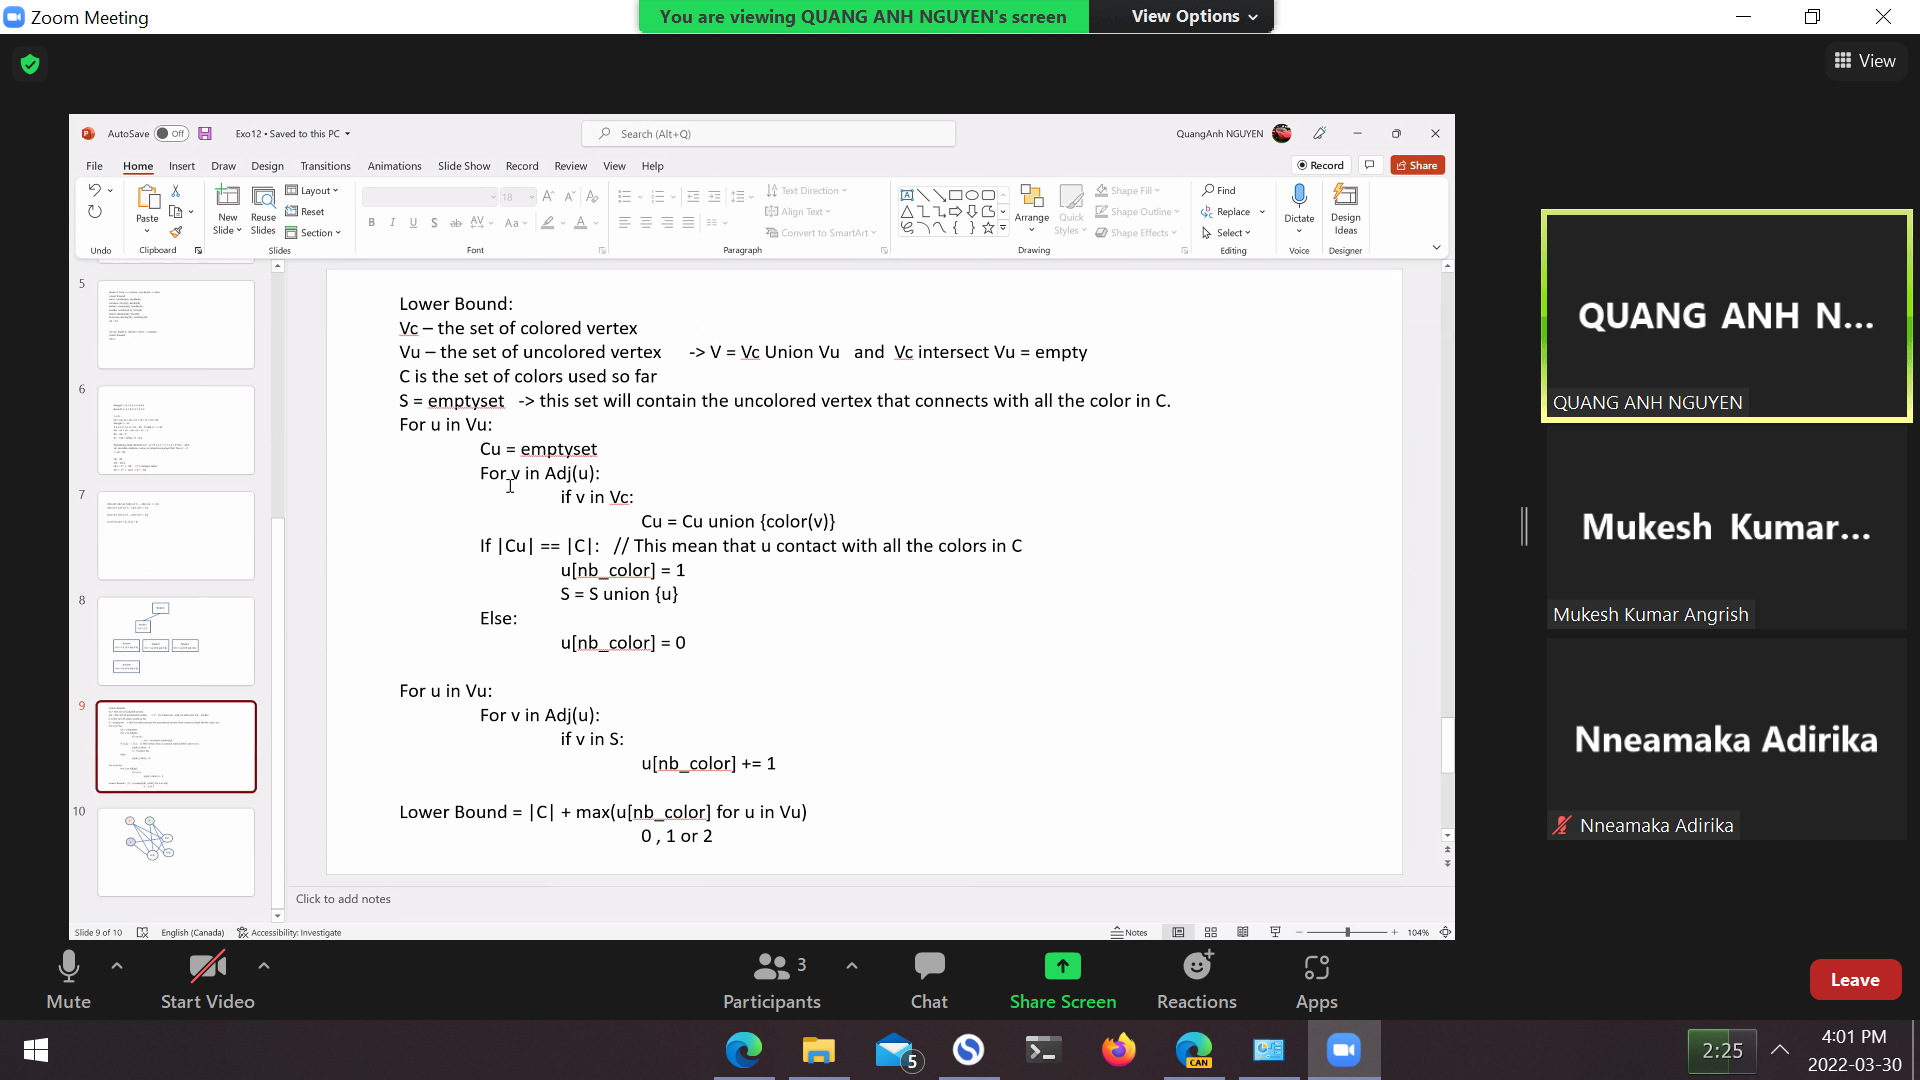 Zoom Meeting
You are viewing QUANG ANH NGUYEN's screen
View Options
View
AutoSave Off
Exo12 • Saved to this PC
Search (Alt+Q)
QuangAnh NGUYEN
File Home Insert Draw Design Transitions Animations Slide Show Record Review View Help
Record
Share
Undo
Paste
Clipboard
New Slide
Reuse Slides
Layout
Reset
Section
Slides
18
Font
Text Direction
Align Text
Convert to SmartArt
Paragraph
Arrange
Quick Styles
Shape Fill
Shape Outline
Shape Effects
Drawing
Find
Replace
Select
Editing
Dictate
Voice
Design Ideas
Designer
5
6
7
8
9
10
Lower Bound:
Vc – the set of colored vertex
Vu – the set of uncolored vertex -> V = Vc Union Vu and Vc intersect Vu = empty
C is the set of colors used so far
S = emptyset -> this set will contain the uncolored vertex that connects with all the color in C.
For u in Vu:
Cu = emptyset
For v in Adj(u):
if v in Vc:
Cu = Cu union {color(v)}
If |Cu| == |C|: // This mean that u contact with all the colors in C
u[nb_color] = 1
S = S union {u}
Else:
u[nb_color] = 0
For u in Vu:
For v in Adj(u):
if v in S:
u[nb_color] += 1
Lower Bound = |C| + max(u[nb_color] for u in Vu)
0 , 1 or 2
Click to add notes
Slide 9 of 10
English (Canada)
Accessibility: Investigate
Notes
104%
QUANG ANH N...
QUANG ANH NGUYEN
Mukesh Kumar...
Mukesh Kumar Angrish
Nneamaka Adirika
Nneamaka Adirika
Mute
Start Video
Participants
3
Chat
Share Screen
Reactions
Apps
Leave
5
CAN
2:25
4:01 PM
2022-03-30